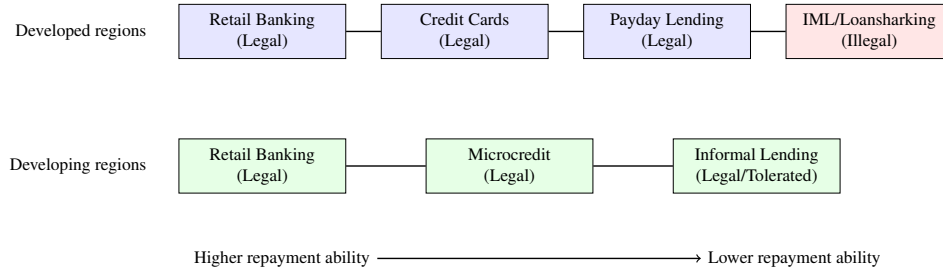 Developed regions
Retail Banking
(Legal)
Credit Cards
(Legal)
Payday Lending
(Legal)
IML/Loansharking
(Illegal)
Developing regions
Retail Banking
(Legal)
Microcredit
(Legal)
Informal Lending
(Legal/Tolerated)
Higher repayment ability
Lower repayment ability